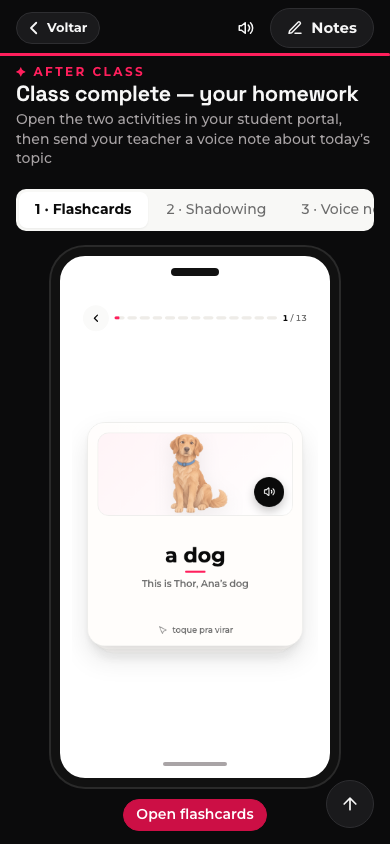 Voltar
Notes
AFTER CLASS
Class complete — your homework
Open the two activities in your student portal,
then send your teacher a voice note about today's
topic
1 · Flashcards
2 · Shadowing
3 · Voice n
1 / 13
a dog
This is Thor, Ana's dog
toque pra virar
Open flashcards